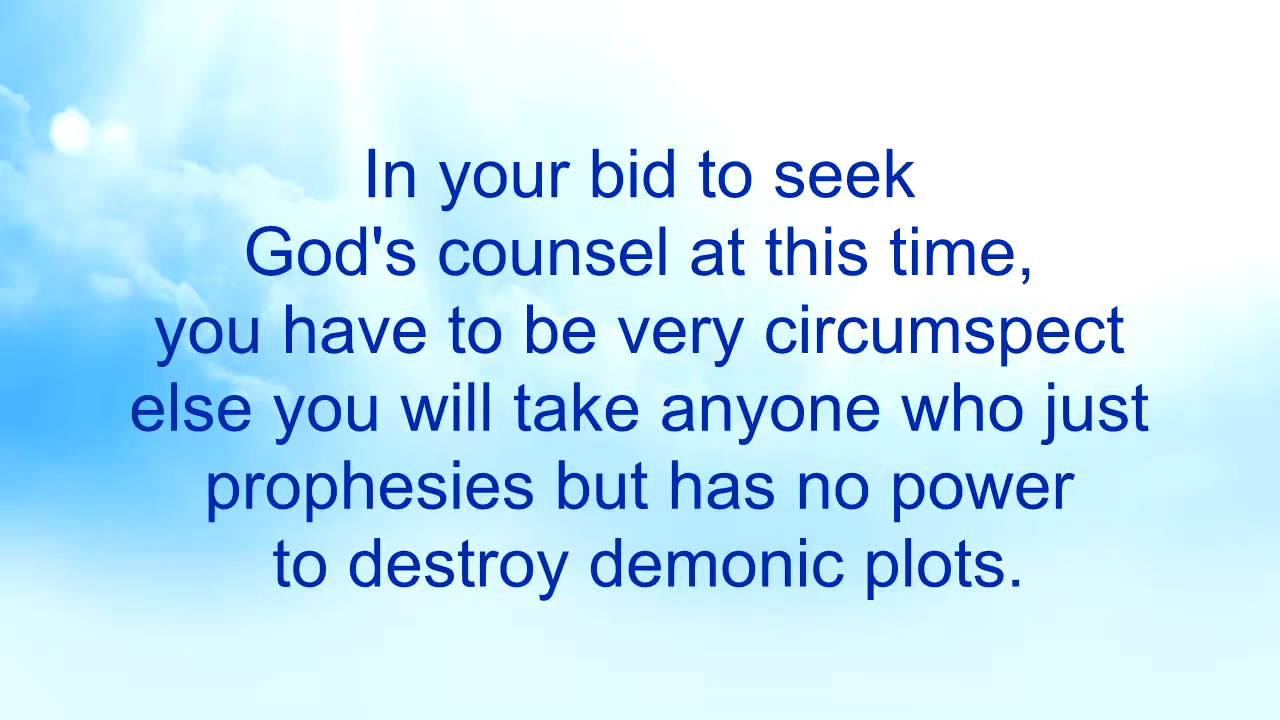 In your bid to seek
God's counsel at this time,
you have to be very circumspect
else you will take anyone who just
prophesies but has no power
to destroy demonic plots.